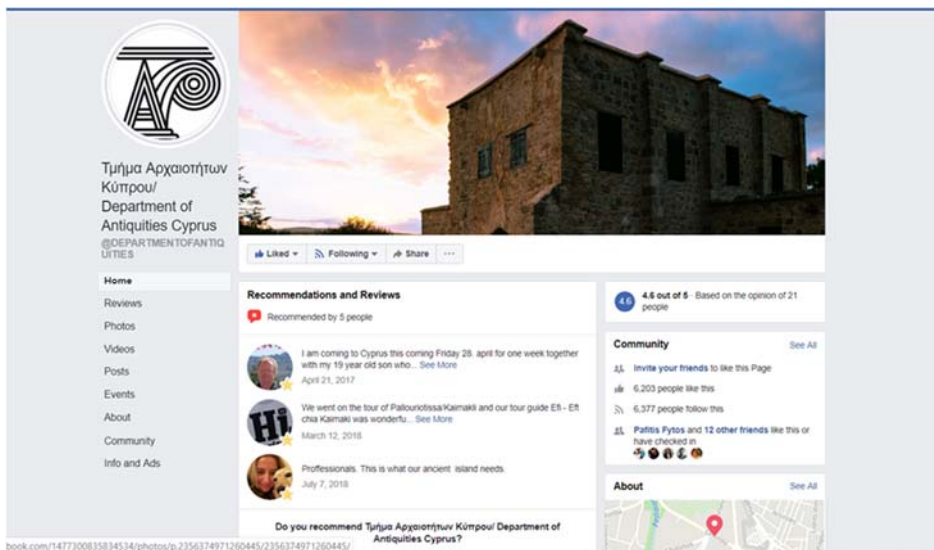 Τμήμα Αρχαιοτήτων
Κύπρου/
Department of
Antiquities Cyprus
@DEPARTMENTOFANTIQ
UITIES
Home
Reviews
Photos
Videos
Posts
Events
About
Community
Info and Ads
Liked
Following
Share
Recommendations and Reviews
Recommended by 5 people
I am coming to Cyprus this coming Friday 28. april for one week together
with my 19 year old son who... See More
April 21, 2017
We went on the tour of Pallouriotissa/Kaimakli and our tour guide Efi - Eft
chia Kaimaki was wonderfu... See More
March 12, 2018
Proffessionals. This is what our ancient island needs.
July 7, 2018
Do you recommend Τμήμα Αρχαιοτήτων Κύπρου/ Department of
Antiquities Cyprus?
4.6
4.6 out of 5 · Based on the opinion of 21
people
Community
See All
Invite your friends to like this Page
6,203 people like this
6,377 people follow this
Pafitis Fytos and 12 other friends like this or
have checked in
About
See All
book.com/1477300835834534/photos/p.2356374971260445/2356374971260445/